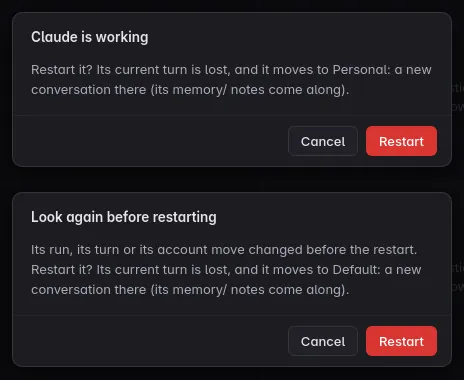 Claude is working
Restart it? Its current turn is lost, and it moves to Personal: a new
conversation there (its memory/ notes come along).
Cancel Restart
Look again before restarting
Its run, its turn or its account move changed before the restart.
Restart it? Its current turn is lost, and it moves to Default: a new
conversation there (its memory/ notes come along).
Cancel Restart